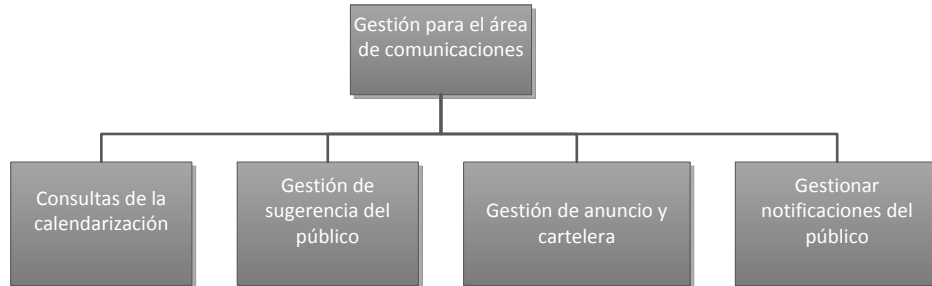 Gestión para el área
de comunicaciones
Consultas de la
calendarización
Gestión de
sugerencia del
público
Gestión de anuncio y
cartelera
Gestionar
notificaciones del
público